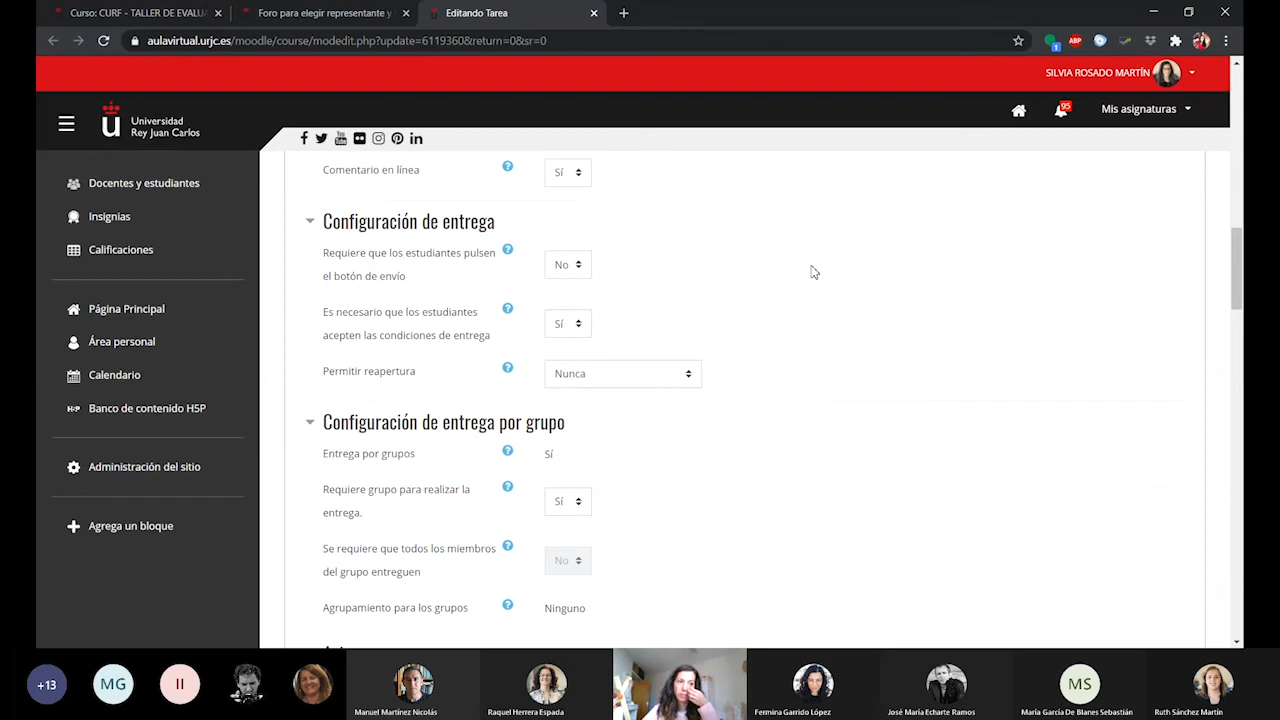 Curso: CURF - TALLER DE EVALUA
Foro para elegir representante y
Editando Tarea
aulavirtual.urjc.es/moodle/course/modedit.php?update=6119360&return=0&sr=0
1
ABP
SILVIA ROSADO MARTÍN
Universidad
Rey Juan Carlos
95
Mis asignaturas
Docentes y estudiantes
Insignias
Calificaciones
Página Principal
Área personal
Calendario
H5P Banco de contenido H5P
Administración del sitio
Agrega un bloque
Comentario en línea ? Sí
Configuración de entrega
Requiere que los estudiantes pulsen ? No
el botón de envío
Es necesario que los estudiantes ? Sí
acepten las condiciones de entrega
Permitir reapertura ? Nunca
Configuración de entrega por grupo
Entrega por grupos ? Sí
Requiere grupo para realizar la ? Sí
entrega.
Se requiere que todos los miembros ? No
del grupo entreguen
Agrupamiento para los grupos ? Ninguno
+13
MG
II
Manuel Martínez Nicolás
Raquel Herrera Espada
Fermina Garrido López
José María Echarte Ramos
MS
María García De Blanes Sebastián
Ruth Sánchez Martín